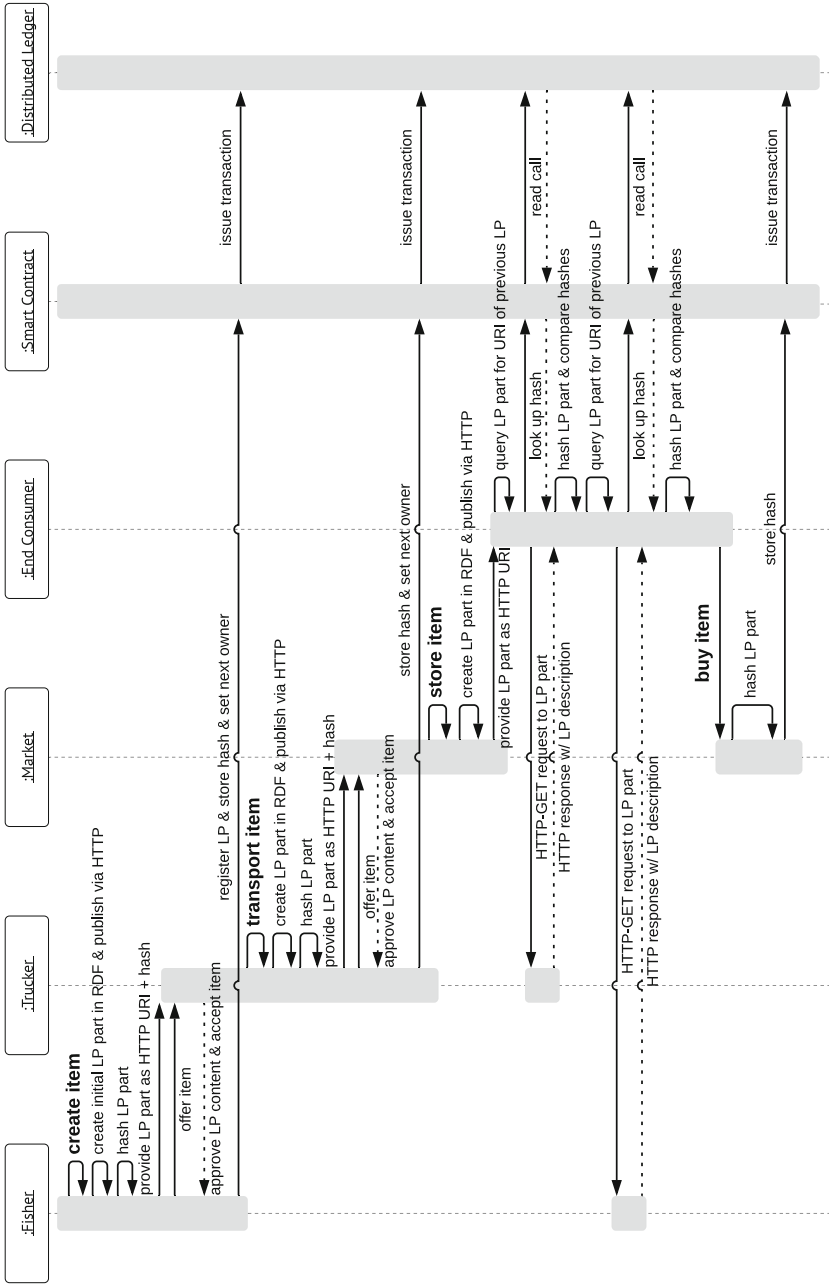 :Fisher
:Trucker
:Market
:End Consumer
:Smart Contract
:Distributed Ledger
create item
create initial LP part in RDF & publish via HTTP
hash LP part
provide LP part as HTTP URI + hash
offer item
approve LP content & accept item
register LP & store hash & set next owner
issue transaction
transport item
create LP part in RDF & publish via HTTP
hash LP part
provide LP part as HTTP URI + hash
offer item
approve LP content & accept item
store hash & set next owner
issue transaction
store item
create LP part in RDF & publish via HTTP
provide LP part as HTTP URI
query LP part for URI of previous LP
look up hash
read call
HTTP-GET request to LP part
HTTP response w/ LP description
hash LP part & compare hashes
query LP part for URI of previous LP
look up hash
read call
HTTP-GET request to LP part
HTTP response w/ LP description
hash LP part & compare hashes
buy item
hash LP part
store hash
issue transaction